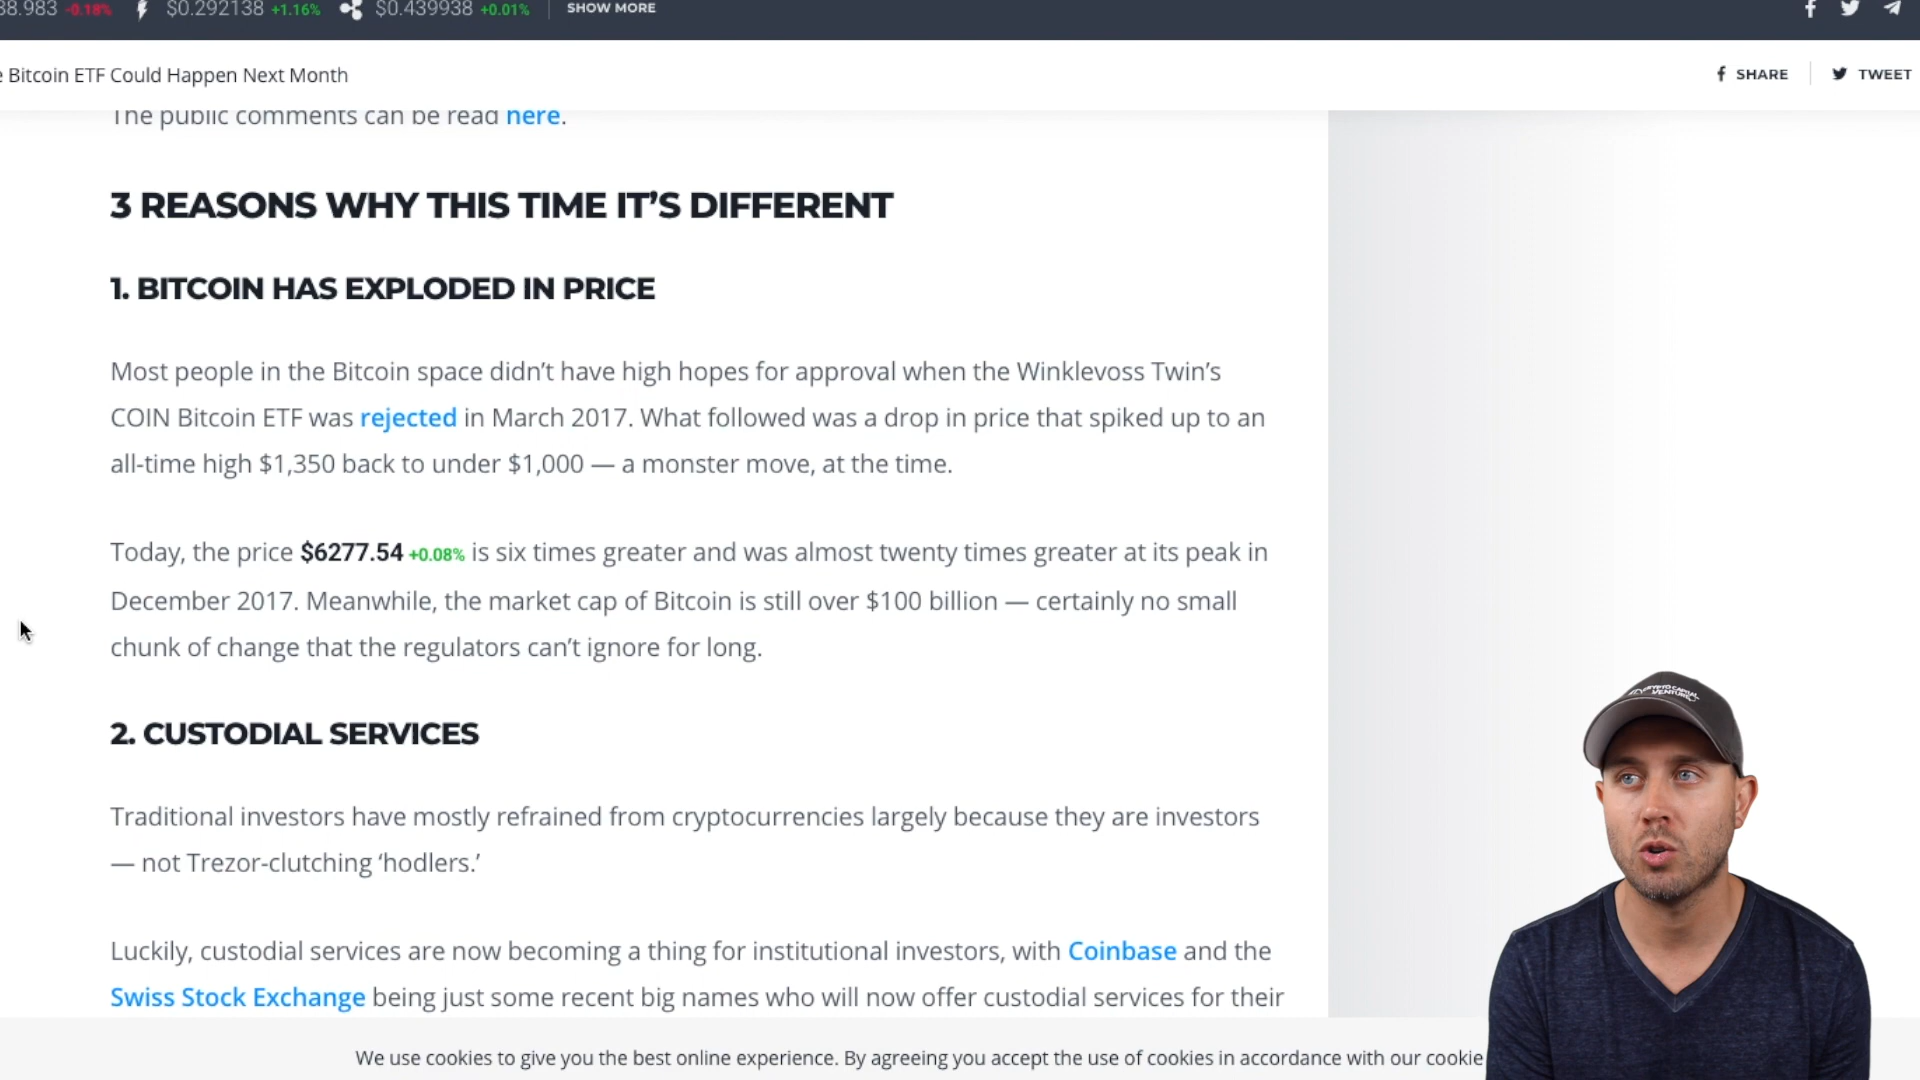 38.983 -0.18% $0.292138 +1.16% $0.439938 +0.01% SHOW MORE
e Bitcoin ETF Could Happen Next Month
SHARE TWEET
The public comments can be read here.
3 REASONS WHY THIS TIME IT’S DIFFERENT
1. BITCOIN HAS EXPLODED IN PRICE
Most people in the Bitcoin space didn’t have high hopes for approval when the Winklevoss Twin’s
COIN Bitcoin ETF was rejected in March 2017. What followed was a drop in price that spiked up to an
all-time high $1,350 back to under $1,000 — a monster move, at the time.
Today, the price $6277.54 +0.08% is six times greater and was almost twenty times greater at its peak in
December 2017. Meanwhile, the market cap of Bitcoin is still over $100 billion — certainly no small
chunk of change that the regulators can’t ignore for long.
2. CUSTODIAL SERVICES
Traditional investors have mostly refrained from cryptocurrencies largely because they are investors
— not Trezor-clutching ‘hodlers.’
Luckily, custodial services are now becoming a thing for institutional investors, with Coinbase and the
Swiss Stock Exchange being just some recent big names who will now offer custodial services for their
We use cookies to give you the best online experience. By agreeing you accept the use of cookies in accordance with our cookie
CRYPTO CAPITAL
VENTURE